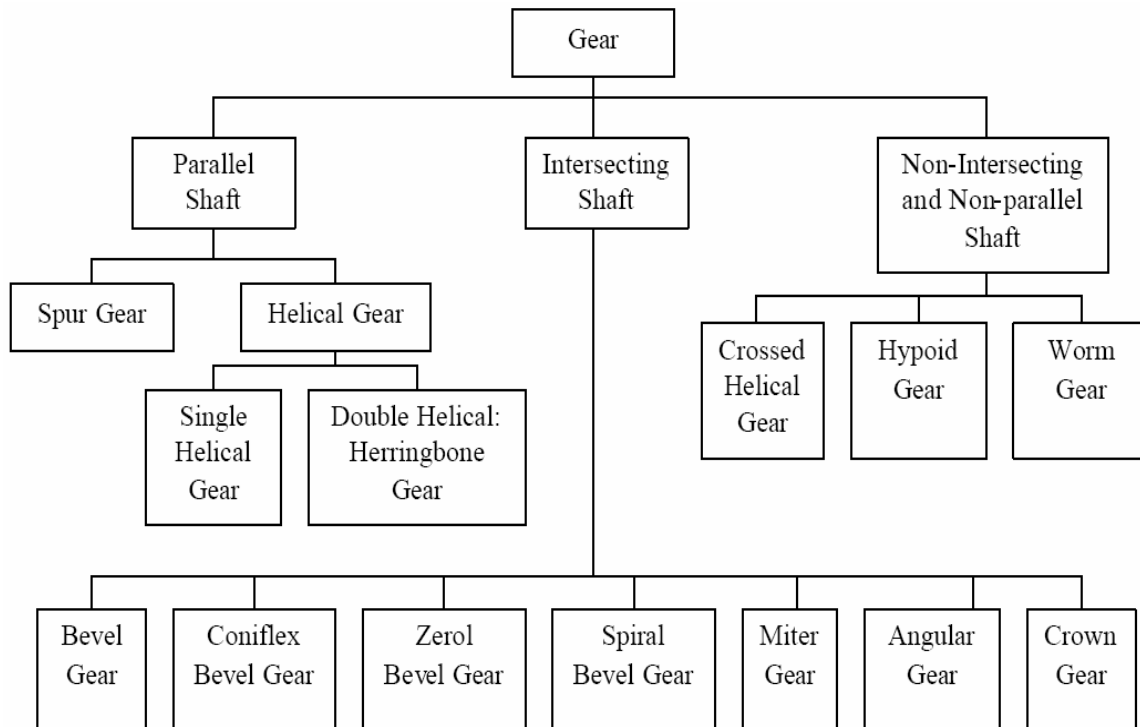 Gear
Parallel
Shaft
Intersecting
Shaft
Non-Intersecting
and Non-parallel
Shaft
Spur Gear
Helical Gear
Single
Helical
Gear
Double Helical:
Herringbone
Gear
Crossed
Helical
Gear
Hypoid
Gear
Worm
Gear
Bevel
Gear
Coniflex
Bevel Gear
Zerol
Bevel Gear
Spiral
Bevel Gear
Miter
Gear
Angular
Gear
Crown
Gear